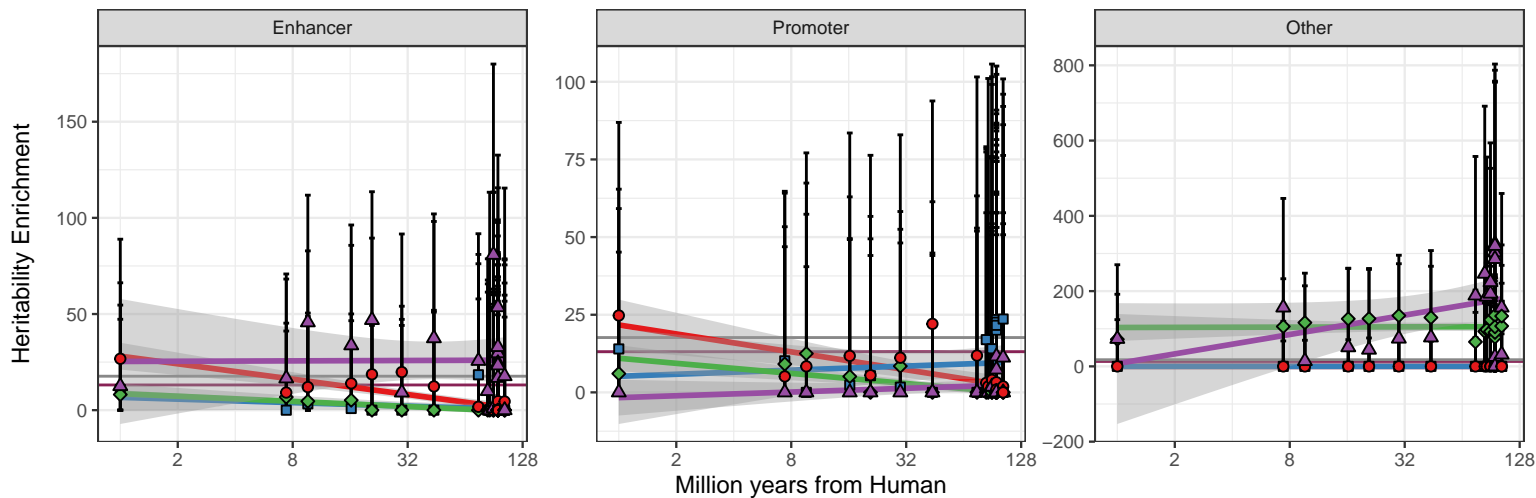 Enhancer
Promoter
Other
Heritability Enrichment
150
100
50
0
100
75
50
25
0
800
600
400
200
0
−200
2 8 32 128
2 8 32 128
2 8 32 128
Million years from Human